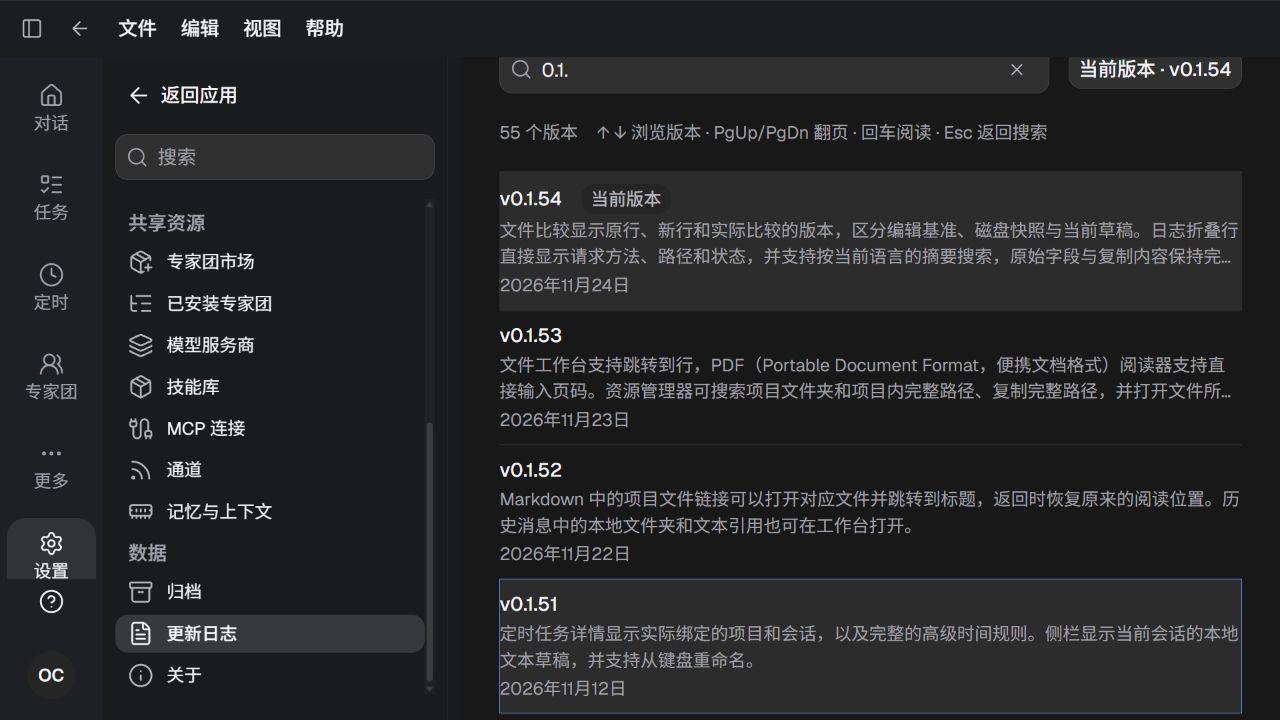 文件 编辑 视图 帮助
对话
任务
定时
专家团
更多
设置
OC
返回应用
搜索
共享资源
专家团市场
已安装专家团
模型服务商
技能库
MCP 连接
通道
记忆与上下文
数据
归档
更新日志
关于
0.1.
当前版本 · v0.1.54
55 个版本 ↑↓ 浏览版本 · PgUp/PgDn 翻页 · 回车阅读 · Esc 返回搜索
v0.1.54 当前版本
文件比较显示原行、新行和实际比较的版本，区分编辑基准、磁盘快照与当前草稿。日志折叠行
直接显示请求方法、路径和状态，并支持按当前语言的摘要搜索，原始字段与复制内容保持完...
2026年11月24日
v0.1.53
文件工作台支持跳转到行，PDF（Portable Document Format，便携文档格式）阅读器支持直
接输入页码。资源管理器可搜索项目文件夹和项目内完整路径、复制完整路径，并打开文件所...
2026年11月23日
v0.1.52
Markdown 中的项目文件链接可以打开对应文件并跳转到标题，返回时恢复原来的阅读位置。历
史消息中的本地文件夹和文本引用也可在工作台打开。
2026年11月22日
v0.1.51
定时任务详情显示实际绑定的项目和会话，以及完整的高级时间规则。侧栏显示当前会话的本地
文本草稿，并支持从键盘重命名。
2026年11月12日